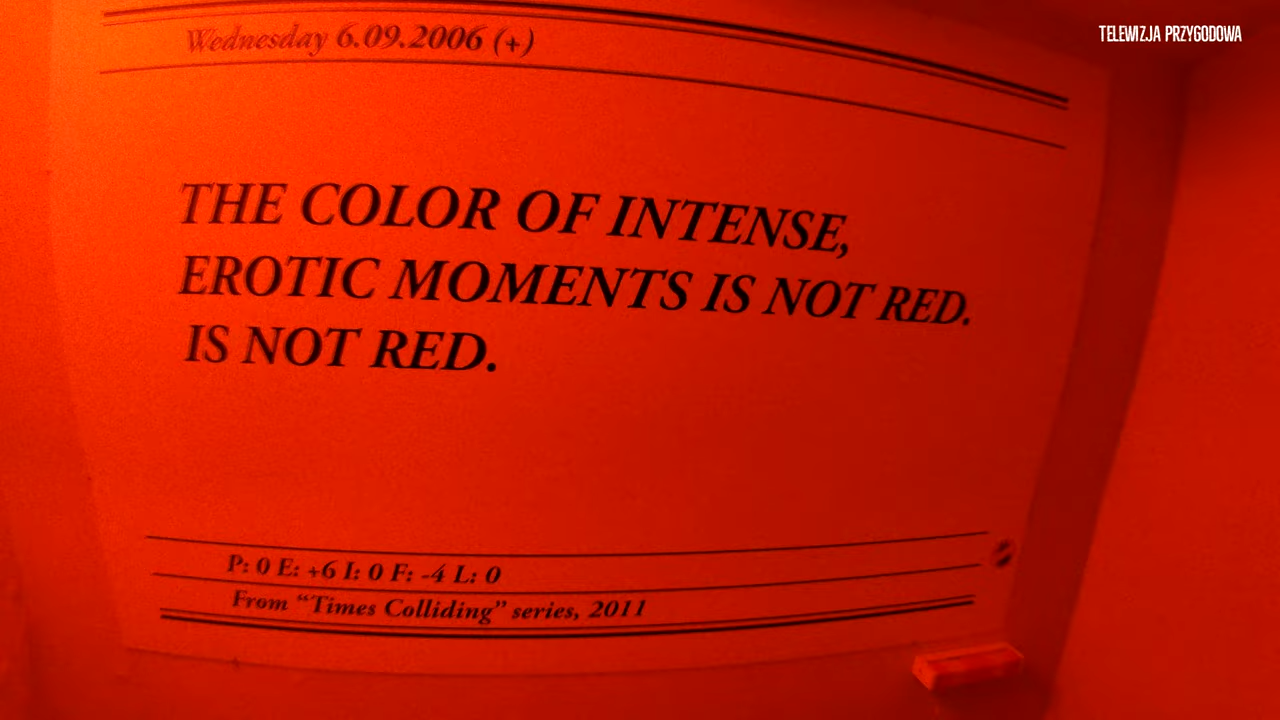 TELEWIZJA PRZYGODOWA
Wednesday 6.09.2006 (+)
THE COLOR OF INTENSE,
EROTIC MOMENTS IS NOT RED.
IS NOT RED.
P: 0 E: +6 I: 0 F: -4 L: 0
From “Times Colliding” series, 2011